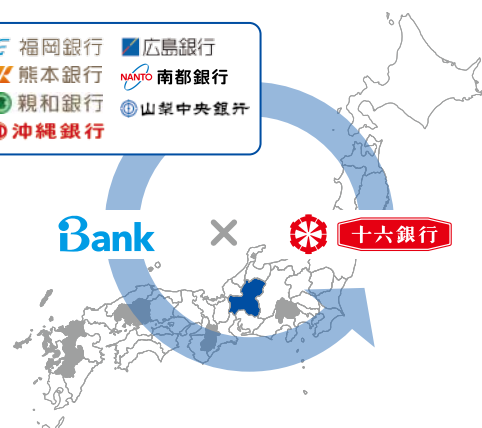 福岡銀行
広島銀行
熊本銀行
NANTO 南都銀行
親和銀行
山梨中央銀行
沖縄銀行
iBank
×
十六銀行